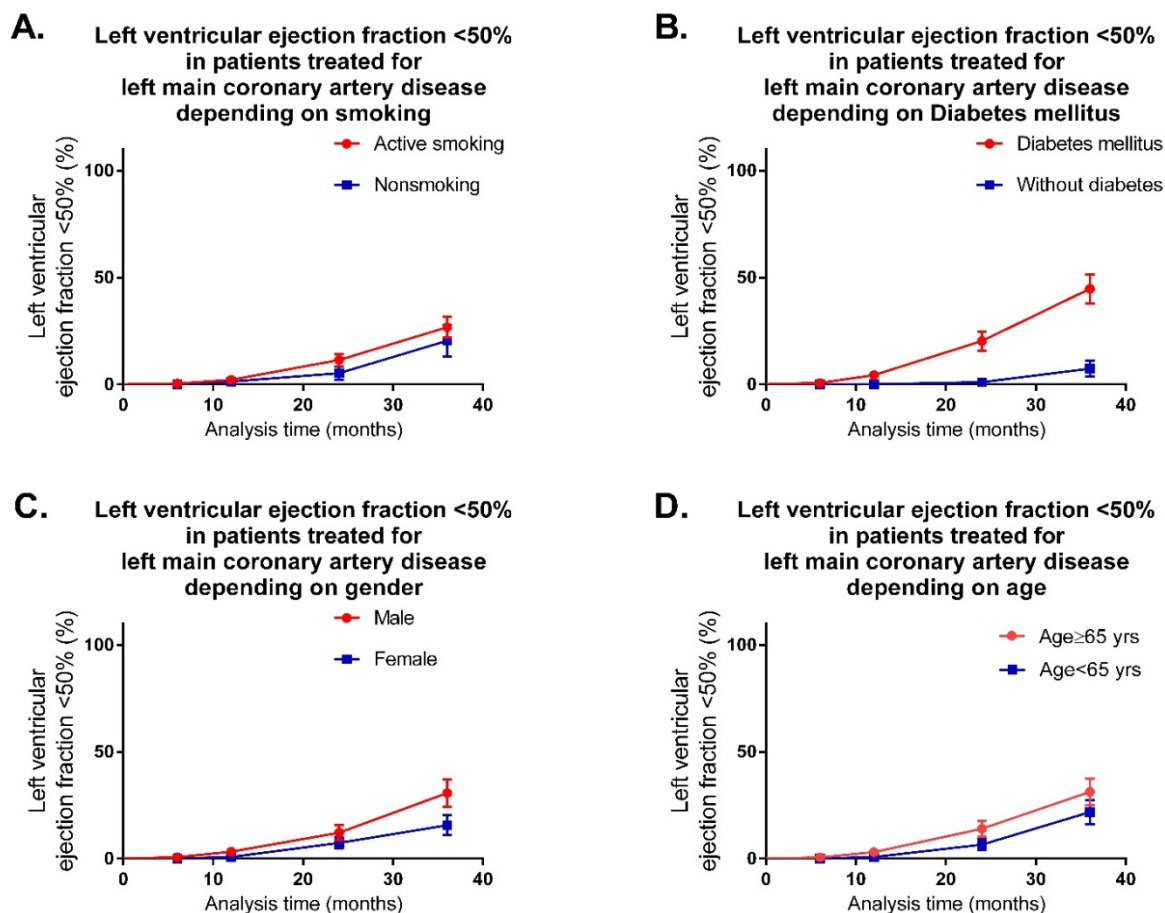 A.
Left ventricular ejection fraction <50%
in patients treated for
left main coronary artery disease
depending on smoking
Active smoking
Nonsmoking
Left ventricular
ejection fraction <50% (%)
100
50
0
0 10 20 30 40
Analysis time (months)
B.
Left ventricular ejection fraction <50%
in patients treated for
left main coronary artery disease
depending on Diabetes mellitus
Diabetes mellitus
Without diabetes
Left ventricular
ejection fraction <50% (%)
100
50
0
0 10 20 30 40
Analysis time (months)
C.
Left ventricular ejection fraction <50%
in patients treated for
left main coronary artery disease
depending on gender
Male
Female
Left ventricular
ejection fraction <50% (%)
100
50
0
0 10 20 30 40
Analysis time (months)
D.
Left ventricular ejection fraction <50%
in patients treated for
left main coronary artery disease
depending on age
Age≥65 yrs
Age<65 yrs
Left ventricular
ejection fraction <50% (%)
100
50
0
0 10 20 30 40
Analysis time (months)